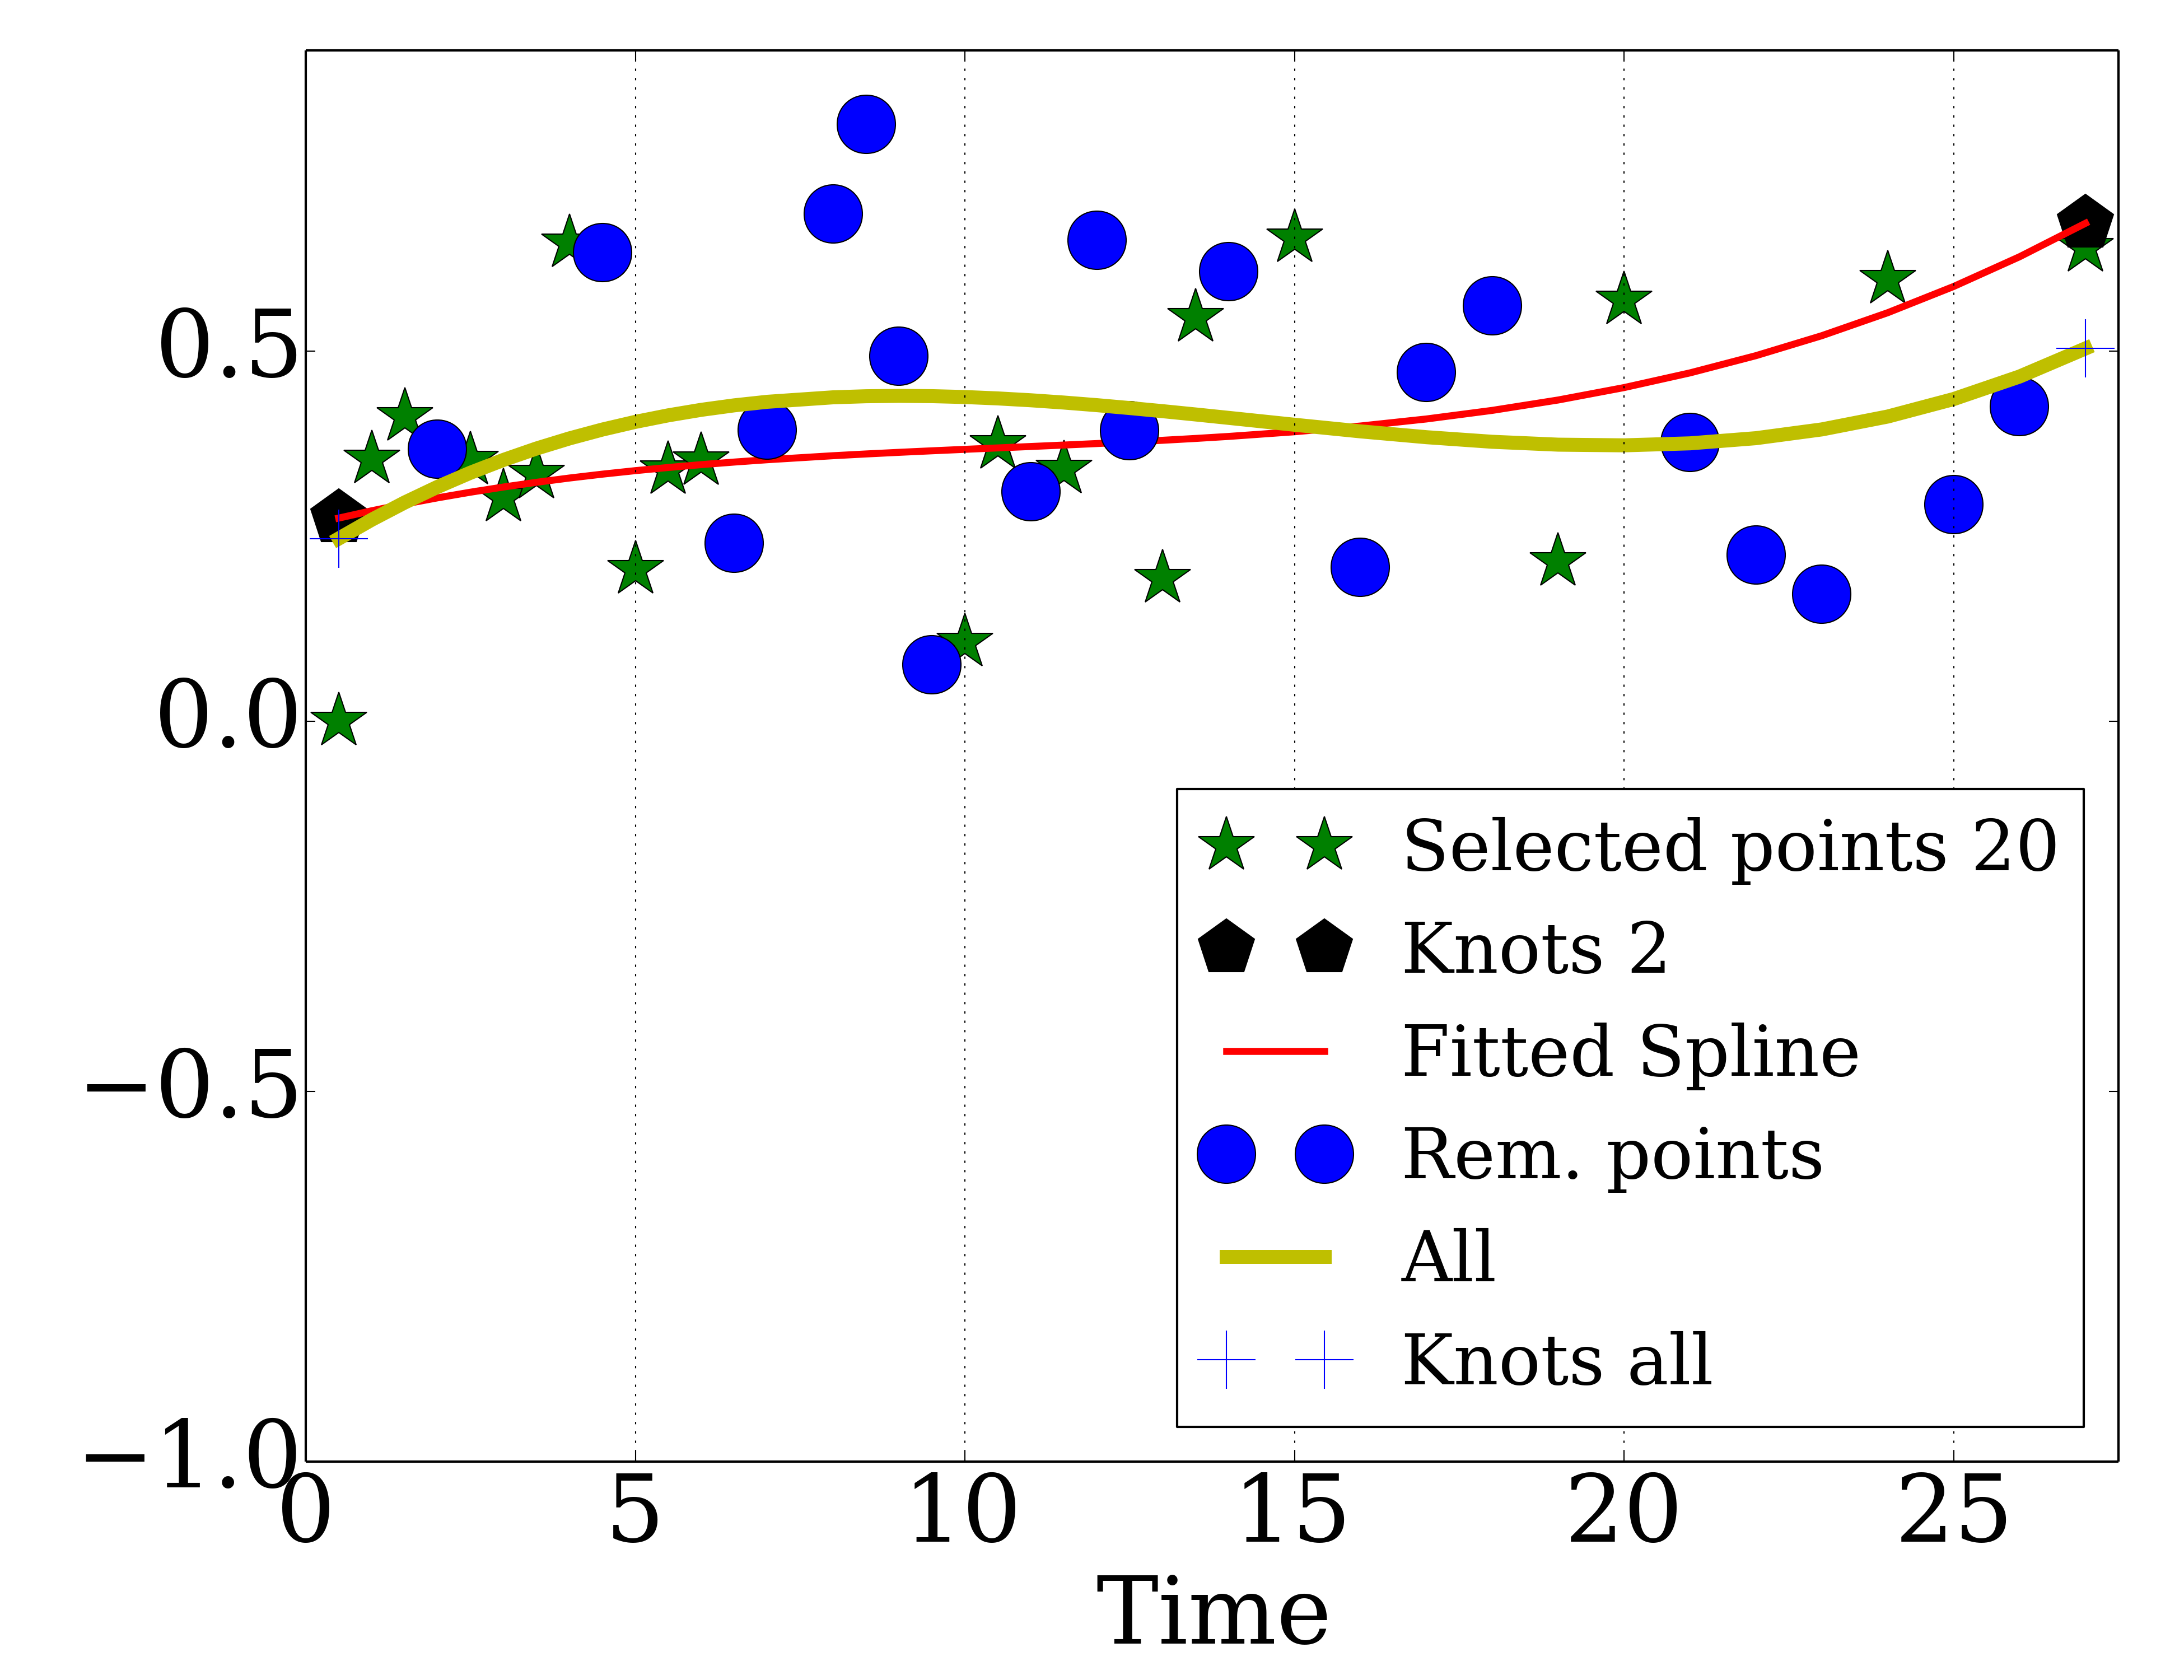 0.5
0.0
−0.5
−1.0
0 5 10 15 20 25
Time
Selected points 20
Knots 2
Fitted Spline
Rem. points
All
Knots all